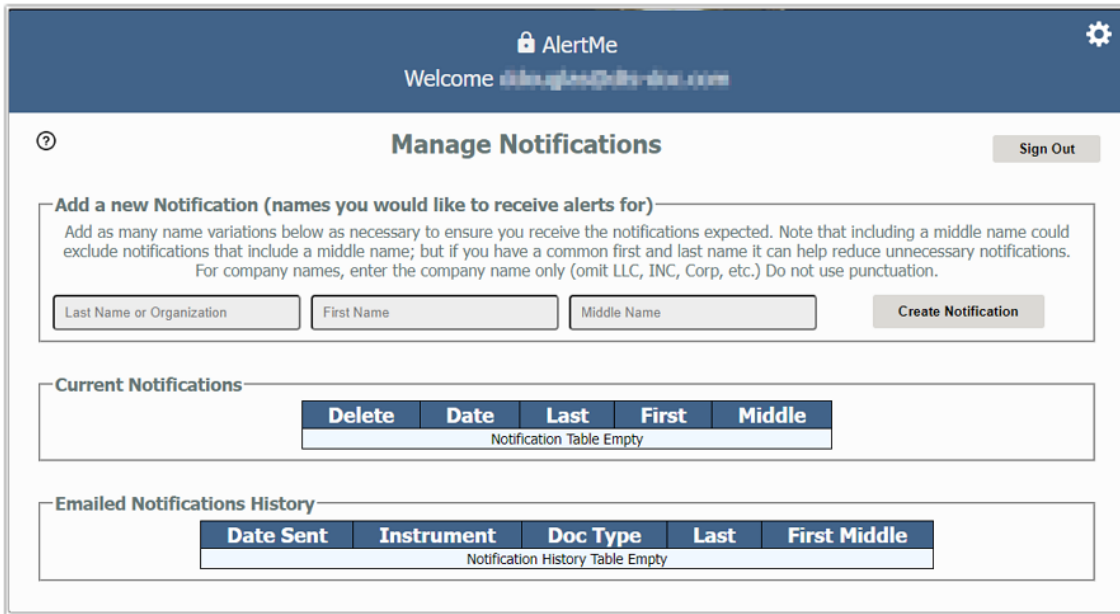 AlertMe
Welcome
Manage Notifications
Sign Out
Add a new Notification (names you would like to receive alerts for)
Add as many name variations below as necessary to ensure you receive the notifications expected. Note that including a middle name could
exclude notifications that include a middle name; but if you have a common first and last name it can help reduce unnecessary notifications.
For company names, enter the company name only (omit LLC, INC, Corp, etc.) Do not use punctuation.
Last Name or Organization First Name Middle Name Create Notification
Current Notifications
Delete Date Last First Middle
Notification Table Empty
Emailed Notifications History
Date Sent Instrument Doc Type Last First Middle
Notification History Table Empty